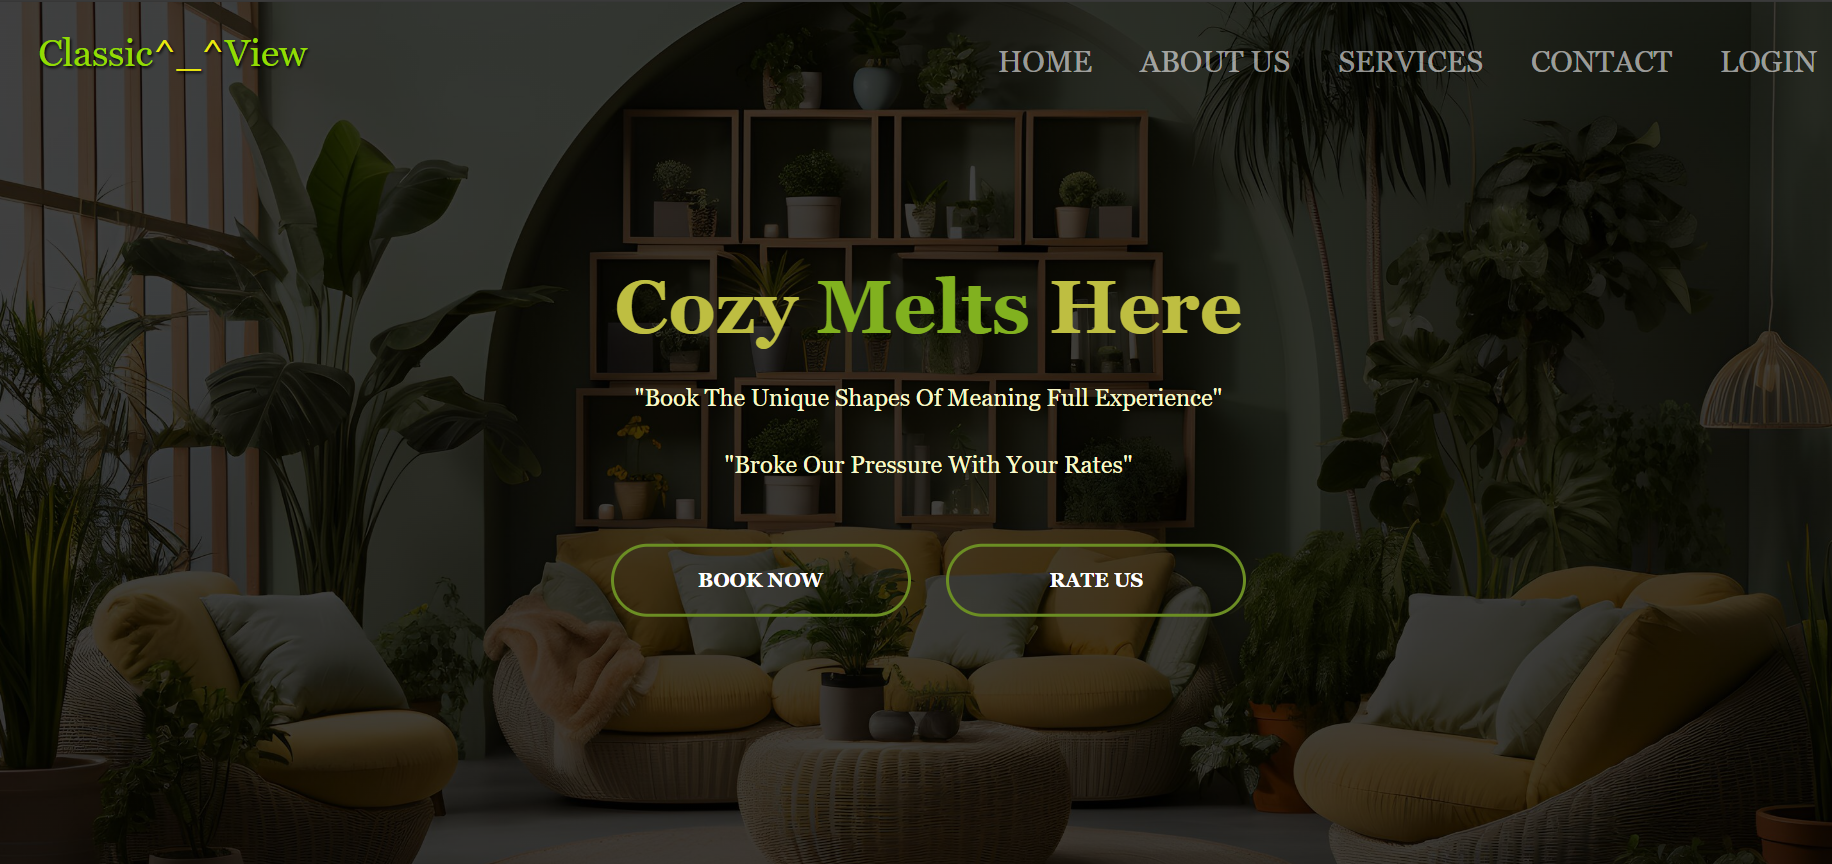 Classic^_^View
HOME ABOUT US SERVICES CONTACT LOGIN
Cozy Melts Here
"Book The Unique Shapes Of Meaning Full Experience"
"Broke Our Pressure With Your Rates"
BOOK NOW RATE US